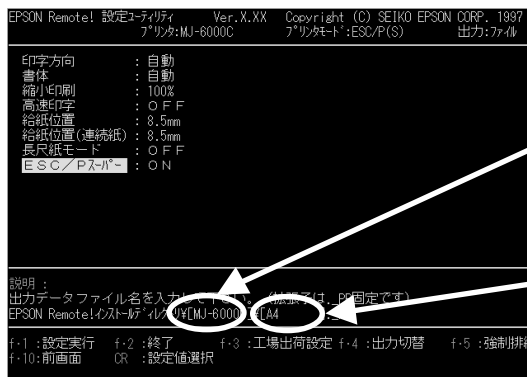 EPSON Remote! 設定ユーティリティ Ver.X.XX Copyright (C) SEIKO EPSON CORP. 1997
プリンタ:MJ-6000C プリンタモード:ESC/P(S) 出力:ファイル
印字方向 : 自動
書体 : 自動
縮小印刷 : 100%
高速印字 : OFF
給紙位置 : 8.5mm
給紙位置(連続紙) : 8.5mm
長尺紙モード : OFF
ESC/Pスーパー : ON
説明 :
出力データファイル名を入力して下さい。 は. 固定です)
EPSON Remote!インストールディレクトリ¥[MJ-6000 [A4
f・1 :設定実行 f・2 :終了 f・3 :工場出荷設定 f・4 :出力切替 f・5 :強制排
f・10:前画面 CR :設定値選択